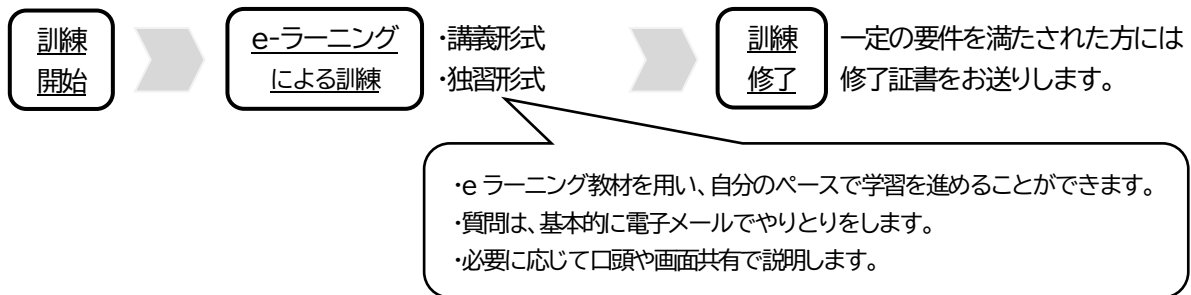 訓練
開始
e-ラーニング
による訓練
・講義形式
・独習形式
訓練
修了
一定の要件を満たされた方には
修了証書をお送りします。
・e ラーニング教材を用い、自分のペースで学習を進めることができます。
・質問は、基本的に電子メールでやりとりをします。
・必要に応じて口頭や画面共有で説明します。